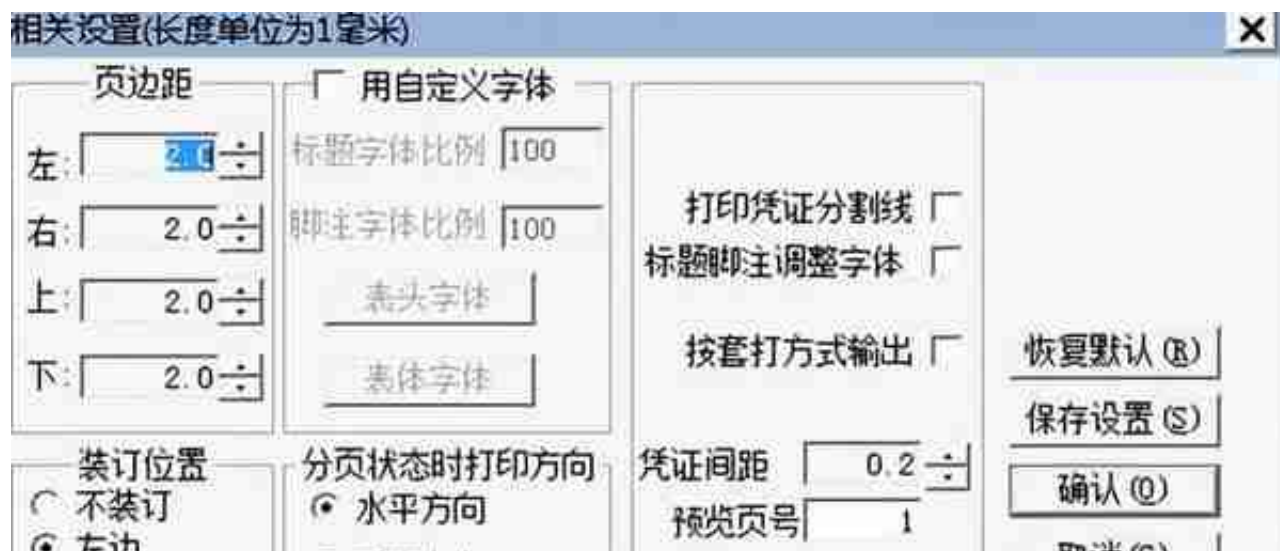 相关设置(长度单位为1毫米)
页边距
左: 2.0
右: 2.0
上: 2.0
下: 2.0
用自定义字体
标题字体比例 100
脚注字体比例 100
表头字体
表体字体
打印凭证分割线
标题脚注调整字体
按套打方式输出
恢复默认(R)
保存设置(S)
确认(O)
取消(C)
装订位置
不装订
左边
分页状态时打印方向
水平方向
凭证间距 0.2
预览页号 1